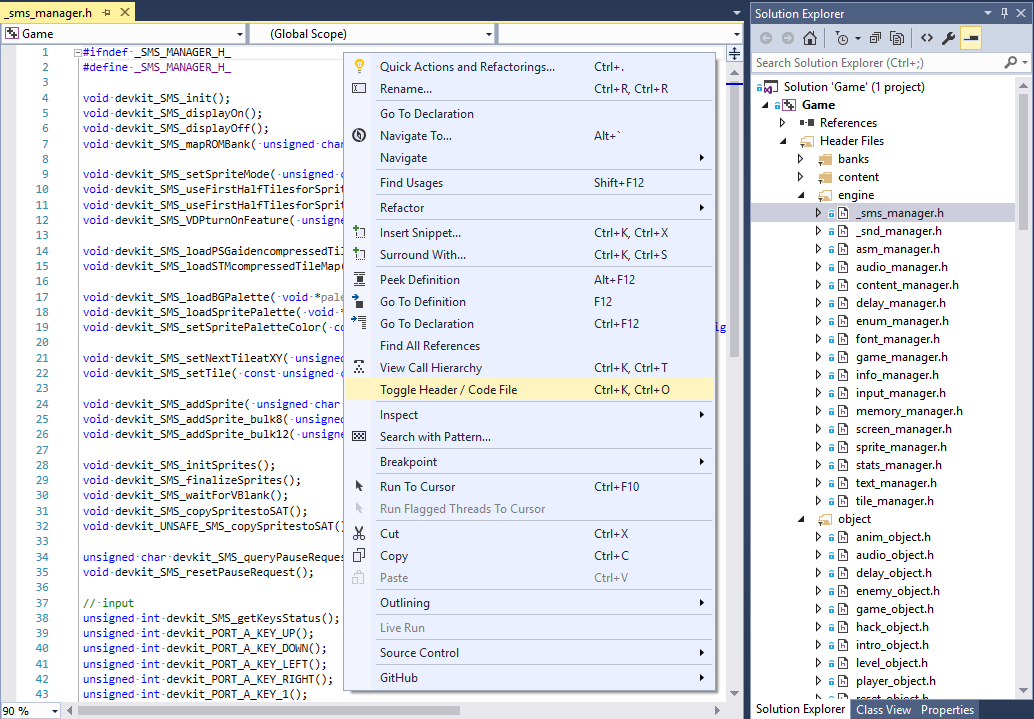 _sms_manager.h
Game
(Global Scope)
1 #ifndef _SMS_MANAGER_H_
2 #define _SMS_MANAGER_H_
3
4 void devkit_SMS_init();
5 void devkit_SMS_displayOn();
6 void devkit_SMS_displayOff();
7 void devkit_SMS_mapROMBank( unsigned char
8
9 void devkit_SMS_setSpriteMode( unsigned c
10 void devkit_SMS_useFirstHalfTilesforSprit
11 void devkit_SMS_useFirstHalfTilesforSprit
12 void devkit_SMS_VDPturnOnFeature( unsigne
13
14 void devkit_SMS_loadPSGaidencompressedTil
15 void devkit_SMS_loadSTMcompressedTileMap(
16
17 void devkit_SMS_loadBGPalette( void *pale
18 void devkit_SMS_loadSpritePalette( void *
19 void devkit_SMS_setSpritePaletteColor( co ig
20
21 void devkit_SMS_setNextTileatXY( unsigned
22 void devkit_SMS_setTile( const unsigned c
23
24 void devkit_SMS_addSprite( unsigned char
25 void devkit_SMS_addSprite_bulk8( unsigned
26 void devkit_SMS_addSprite_bulk12( unsigne
27
28 void devkit_SMS_initSprites();
29 void devkit_SMS_finalizeSprites();
30 void devkit_SMS_waitForVBlank();
31 void devkit_SMS_copySpritestoSAT();
32 void devkit_UNSAFE_SMS_copySpritestoSAT()
33
34 unsigned char devkit_SMS_queryPauseReques
35 void devkit_SMS_resetPauseRequest();
36
37 // input
38 unsigned int devkit_SMS_getKeysStatus();
39 unsigned int devkit_PORT_A_KEY_UP();
40 unsigned int devkit_PORT_A_KEY_DOWN();
41 unsigned int devkit_PORT_A_KEY_LEFT();
42 unsigned int devkit_PORT_A_KEY_RIGHT();
43 unsigned int devkit_PORT_A_KEY_1();
90 %
Quick Actions and Refactorings... Ctrl+.
Rename... Ctrl+R, Ctrl+R
Go To Declaration
Navigate To... Alt+`
Navigate
Find Usages Shift+F12
Refactor
Insert Snippet... Ctrl+K, Ctrl+X
Surround With... Ctrl+K, Ctrl+S
Peek Definition Alt+F12
Go To Definition F12
Go To Declaration Ctrl+F12
Find All References
View Call Hierarchy Ctrl+K, Ctrl+T
Toggle Header / Code File Ctrl+K, Ctrl+O
Inspect
Search with Pattern...
Breakpoint
Run To Cursor Ctrl+F10
Run Flagged Threads To Cursor
Cut Ctrl+X
Copy Ctrl+C
Paste Ctrl+V
Outlining
Live Run
Source Control
GitHub
Solution Explorer
Search Solution Explorer (Ctrl+;)
Solution 'Game' (1 project)
Game
References
Header Files
banks
content
engine
_sms_manager.h
_snd_manager.h
asm_manager.h
audio_manager.h
content_manager.h
delay_manager.h
enum_manager.h
font_manager.h
game_manager.h
info_manager.h
input_manager.h
memory_manager.h
screen_manager.h
sprite_manager.h
stats_manager.h
text_manager.h
tile_manager.h
object
anim_object.h
audio_object.h
delay_object.h
enemy_object.h
game_object.h
hack_object.h
intro_object.h
level_object.h
player_object.h
reset_object.h
Solution Explorer Class View Properties